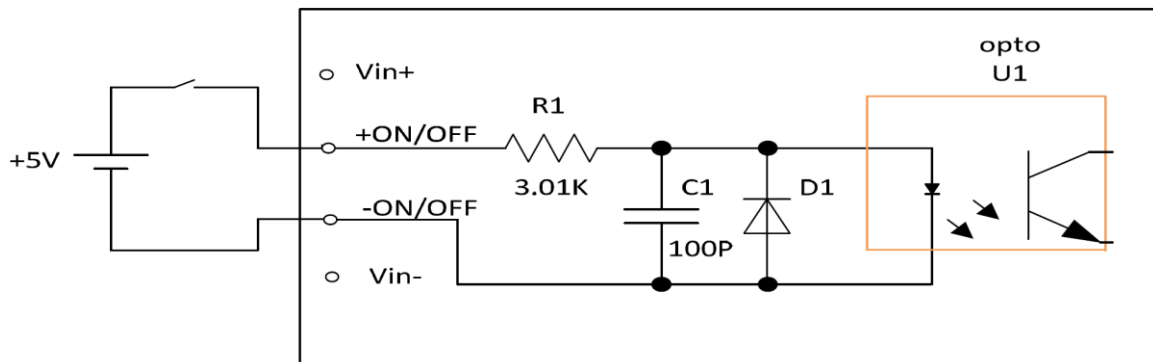 opto
U1
Vin+
R1
+ON/OFF
+5V
3.01K
C1
D1
-ON/OFF
100P
Vin-